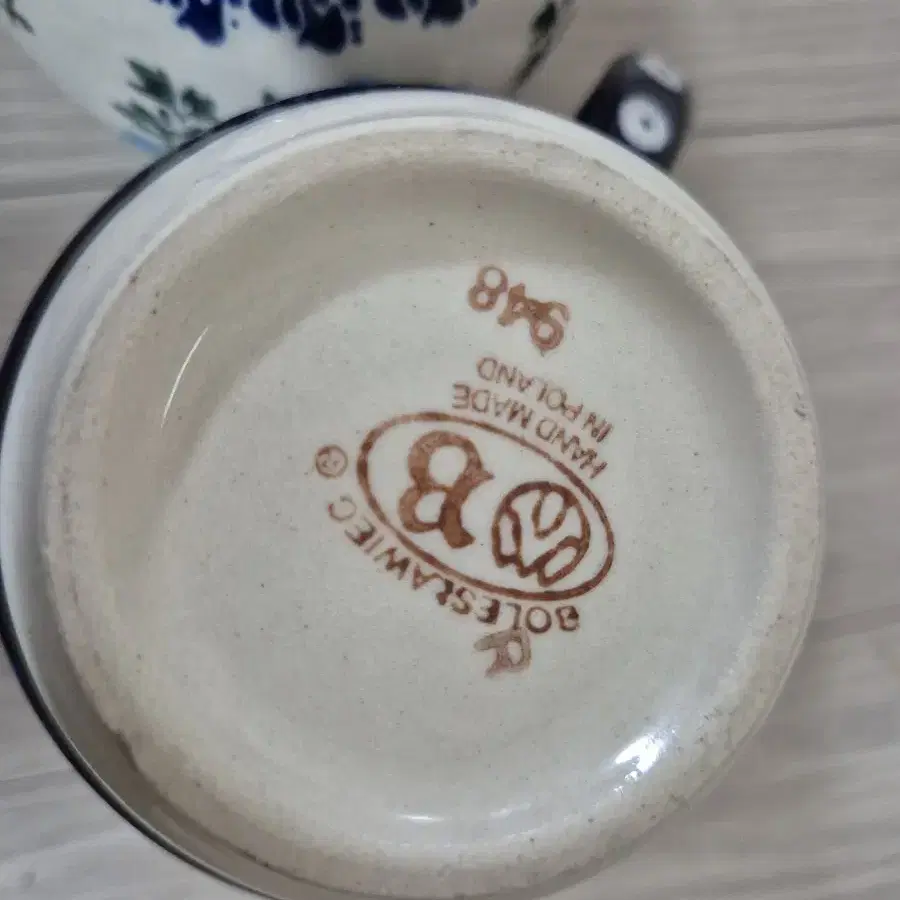 948
HAND MADE
IN POLAND
B
BOLESŁAWIEC ®